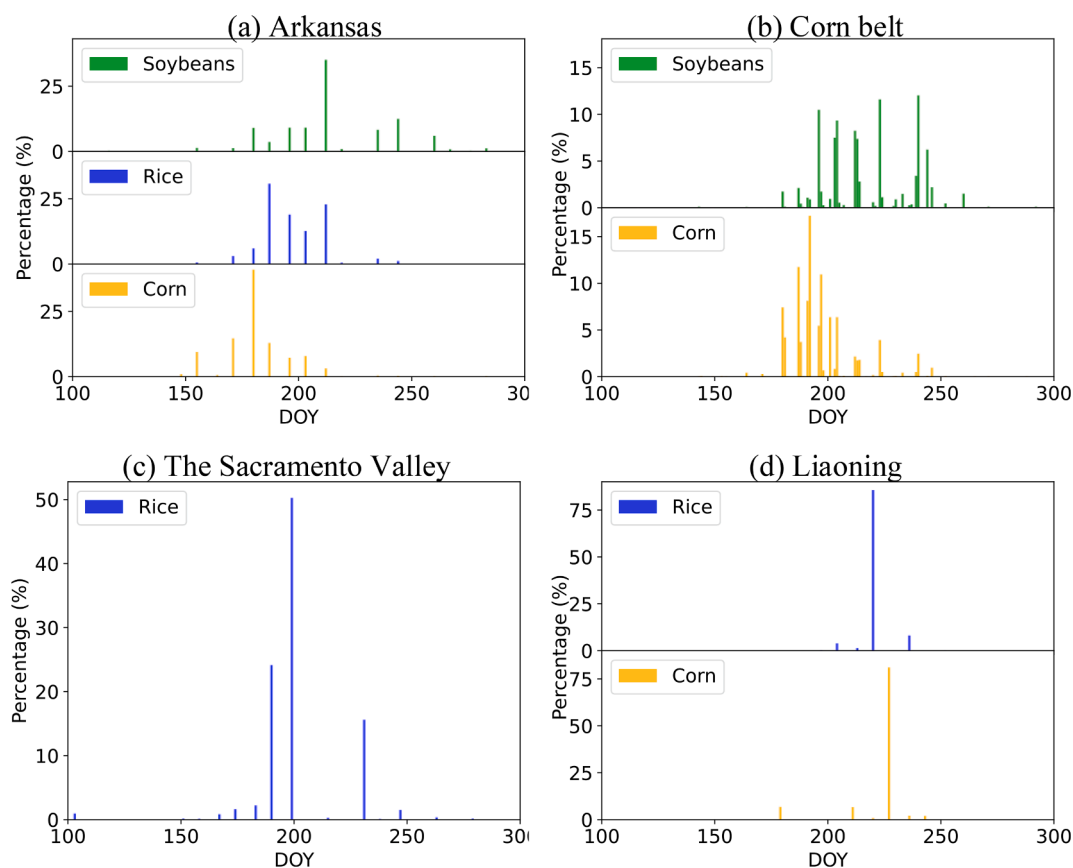 (a) Arkansas
Soybeans
25
0
Rice
25
0
Corn
25
0
Percentage (%)
100 150 200 250 30
DOY
(b) Corn belt
Soybeans
15
10
5
0
Corn
15
10
5
0
Percentage (%)
100 150 200 250 300
DOY
(c) The Sacramento Valley
Rice
50
40
30
20
10
0
Percentage (%)
100 150 200 250 30
DOY
(d) Liaoning
Rice
75
50
25
0
Corn
75
50
25
0
Percentage (%)
100 150 200 250 300
DOY